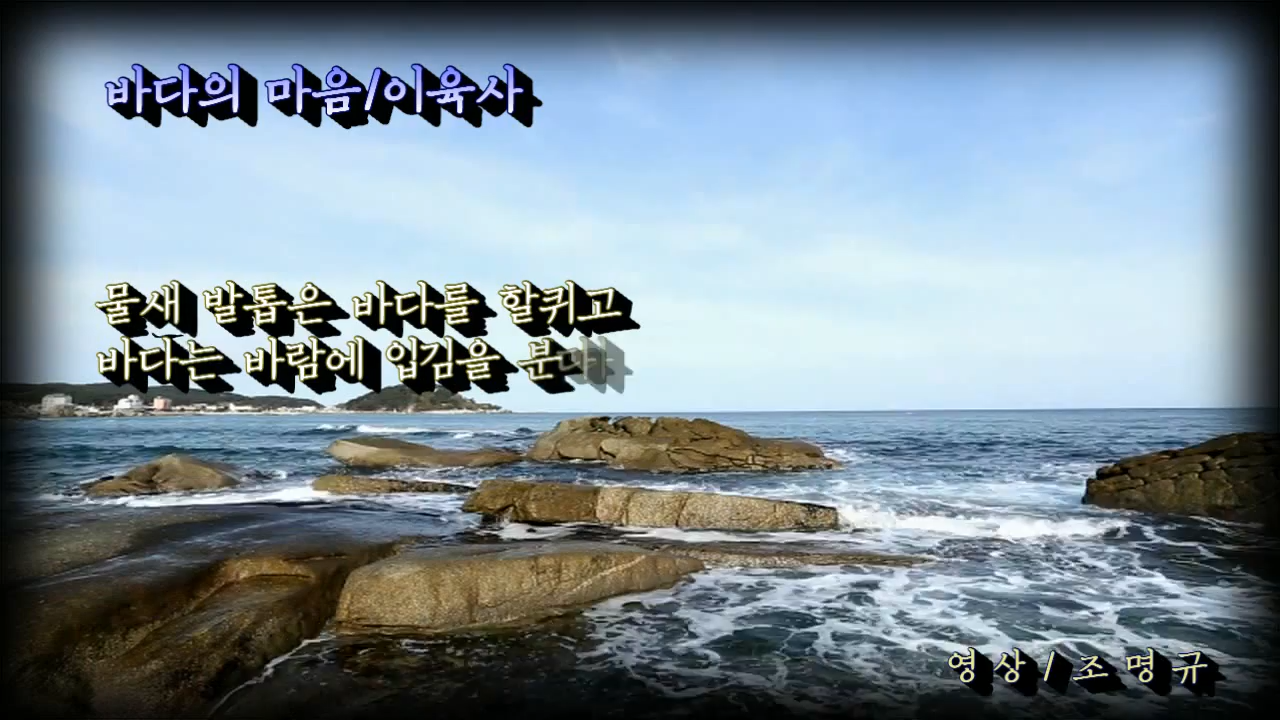 바다의 마음/이육사
물새 발톱은 바다를 할퀴고
바다는 바람에 입김을 분다
영상/조명규